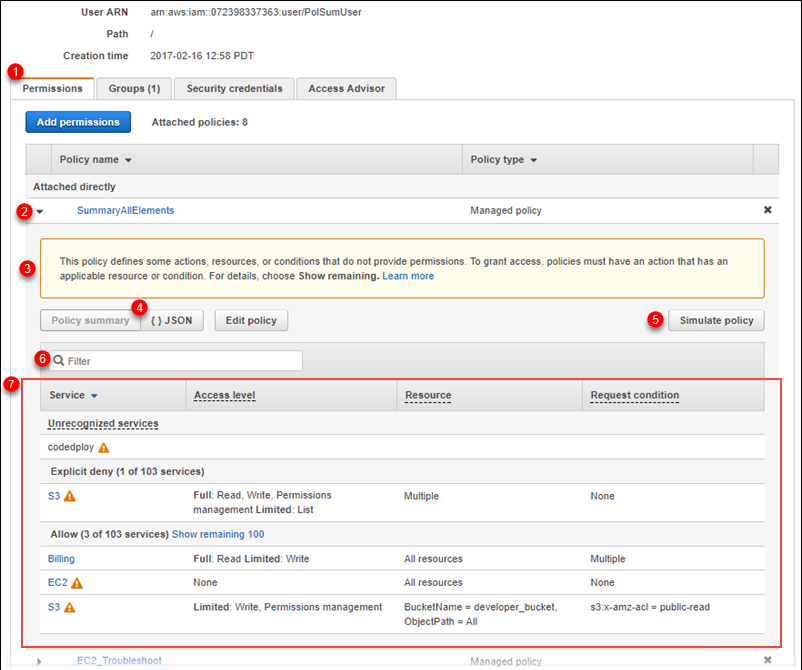 User ARN arn:aws:iam::072398337363:user/PolSumUser
Path /
Creation time 2017-02-16 12:58 PDT
1
Permissions Groups (1) Security credentials Access Advisor
Add permissions Attached policies: 8
Policy name Policy type
Attached directly
2 SummaryAllElements Managed policy ✖
3 This policy defines some actions, resources, or conditions that do not provide permissions. To grant access, policies must have an action that has an
applicable resource or condition. For details, choose Show remaining. Learn more
4 5
Policy summary { } JSON Edit policy Simulate policy
6 Filter
7
Service Access level Resource Request condition
Unrecognized services
codedploy
Explicit deny (1 of 103 services)
S3 Full: Read, Write, Permissions Multiple None
management Limited: List
Allow (3 of 103 services) Show remaining 100
Billing Full: Read Limited: Write All resources Multiple
EC2 None All resources None
S3 Limited: Write, Permissions management BucketName = developer_bucket, s3:x-amz-acl = public-read
ObjectPath = All
EC2_Troubleshoot Managed policy ✖